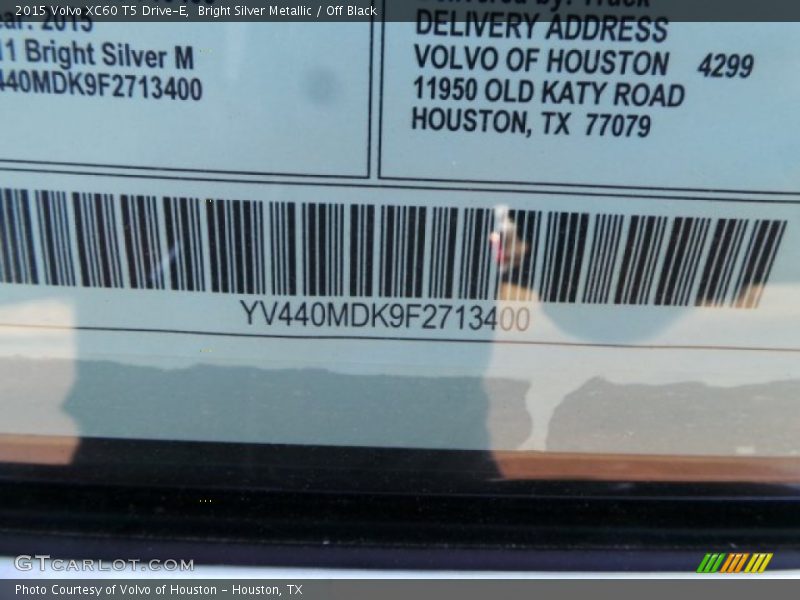 2015 Volvo XC60 T5 Drive-E, Bright Silver Metallic / Off Black
2015
Bright Silver M
440MDK9F2713400
DELIVERY ADDRESS
VOLVO OF HOUSTON 4299
11950 OLD KATY ROAD
HOUSTON, TX 77079
YV440MDK9F2713400
GTCARLOT.COM
Photo Courtesy of Volvo of Houston - Houston, TX